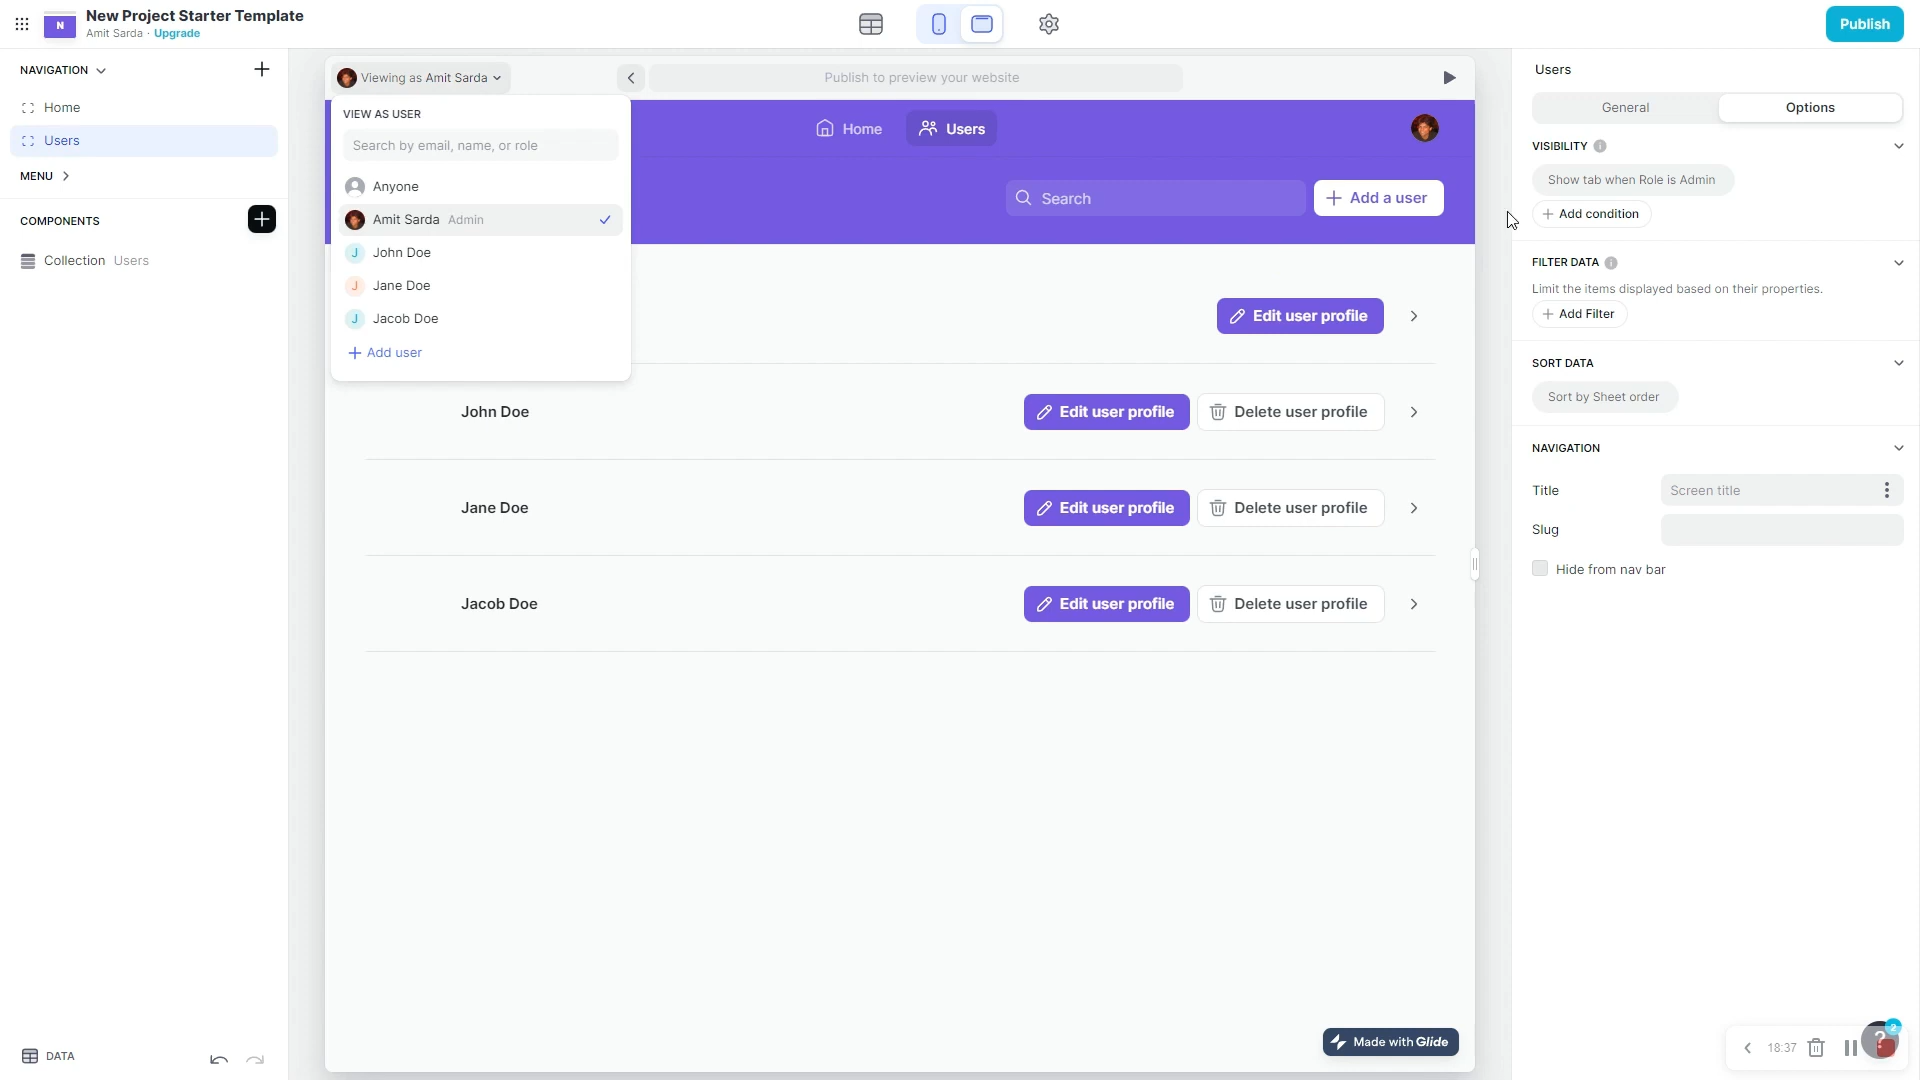 N
New Project Starter Template
Amit Sarda · Upgrade
Publish
NAVIGATION
Home
Users
MENU
COMPONENTS
Collection Users
DATA
Viewing as Amit Sarda
Publish to preview your website
VIEW AS USER
Search by email, name, or role
Anyone
Amit Sarda Admin
J John Doe
J Jane Doe
J Jacob Doe
Add user
Home
Users
Search
Add a user
Edit user profile
John Doe
Edit user profile
Delete user profile
Jane Doe
Edit user profile
Delete user profile
Jacob Doe
Edit user profile
Delete user profile
Made with Glide
Users
General
Options
VISIBILITY
Show tab when Role is Admin
Add condition
FILTER DATA
Limit the items displayed based on their properties.
Add Filter
SORT DATA
Sort by Sheet order
NAVIGATION
Title
Screen title
Slug
Hide from nav bar
18:37
?
2